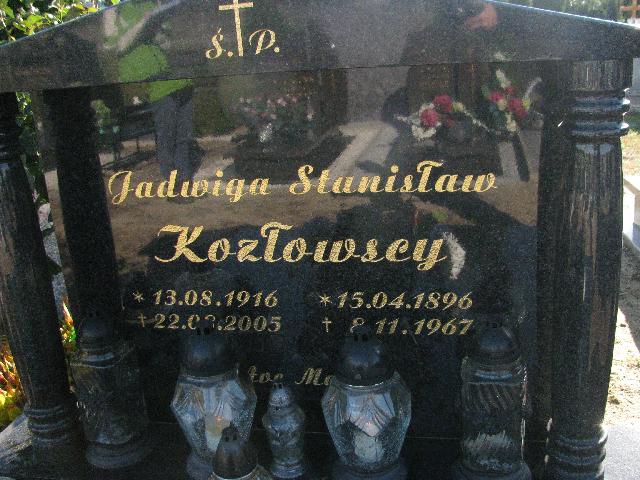 Ś. P.
Jadwiga Stanisław
Kozłowscy
* 13.08.1916 * 15.04.1896
8.11.1967